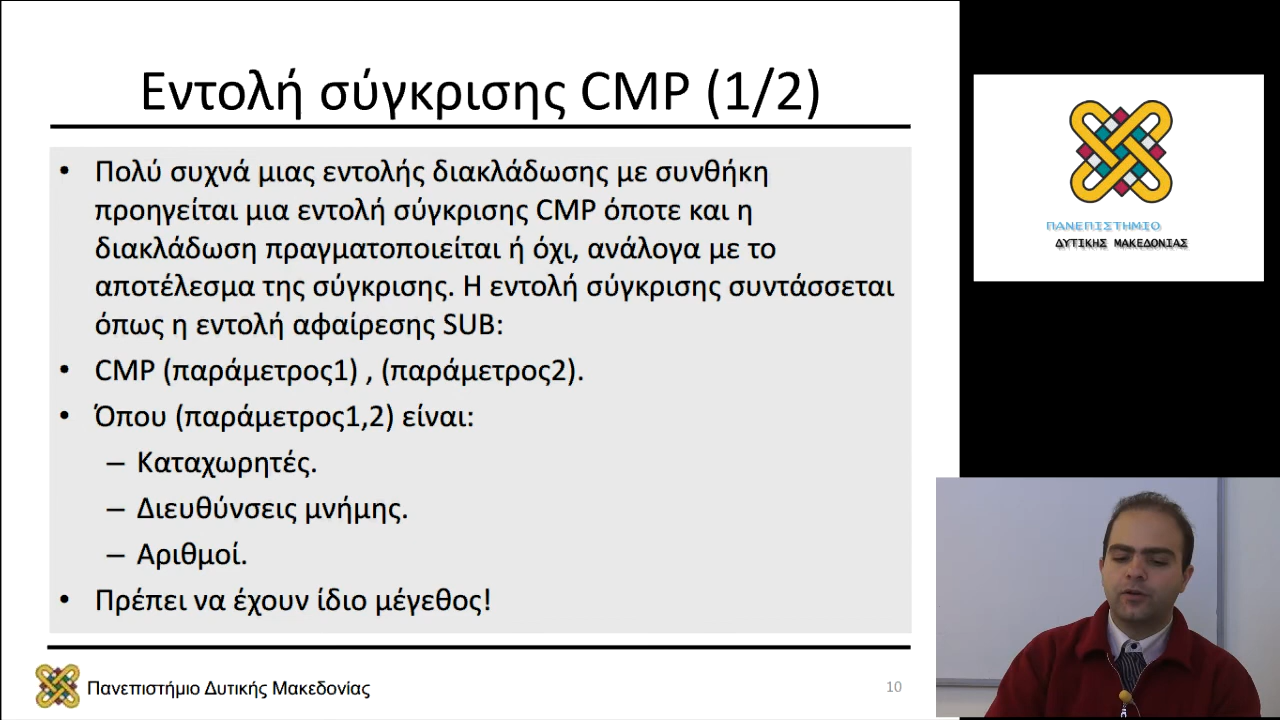 Εντολή σύγκρισης CMP (1/2)
• Πολύ συχνά μιας εντολής διακλάδωσης με συνθήκη
προηγείται μια εντολή σύγκρισης CMP όποτε και η
διακλάδωση πραγματοποιείται ή όχι, ανάλογα με το
αποτέλεσμα της σύγκρισης. Η εντολή σύγκρισης συντάσσεται
όπως η εντολή αφαίρεσης SUB:
• CMP (παράμετρος1) , (παράμετρος2).
• Όπου (παράμετρος1,2) είναι:
– Καταχωρητές.
– Διευθύνσεις μνήμης.
– Αριθμοί.
• Πρέπει να έχουν ίδιο μέγεθος!
Πανεπιστήμιο Δυτικής Μακεδονίας
10
ΠΑΝΕΠΙΣΤΗΜΙΟ
ΔΥΤΙΚΗΣ ΜΑΚΕΔΟΝΙΑΣ